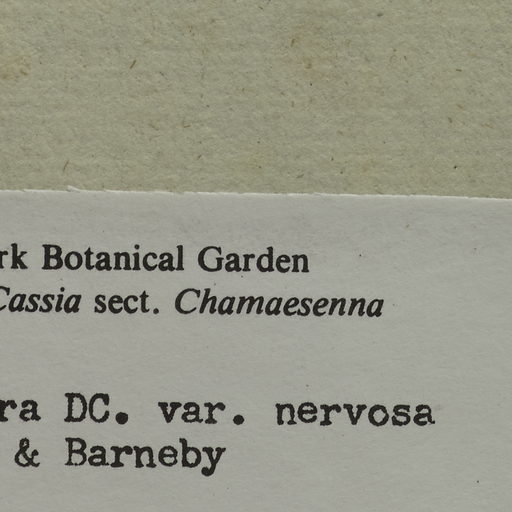 rk Botanical Garden
Cassia sect. Chamaesenna
ra DC. var. nervosa
& Barneby